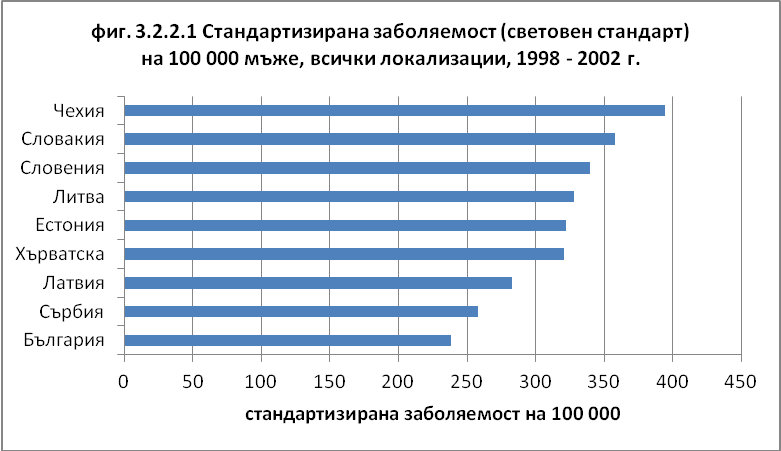 фиг. 3.2.2.1 Стандартизирана заболяемост (световен стандарт)
на 100 000 мъже, всички локализации, 1998 - 2002 г.
Чехия
Словакия
Словения
Литва
Естония
Хърватска
Латвия
Сърбия
България
0 50 100 150 200 250 300 350 400 450
стандартизирана заболяемост на 100 000